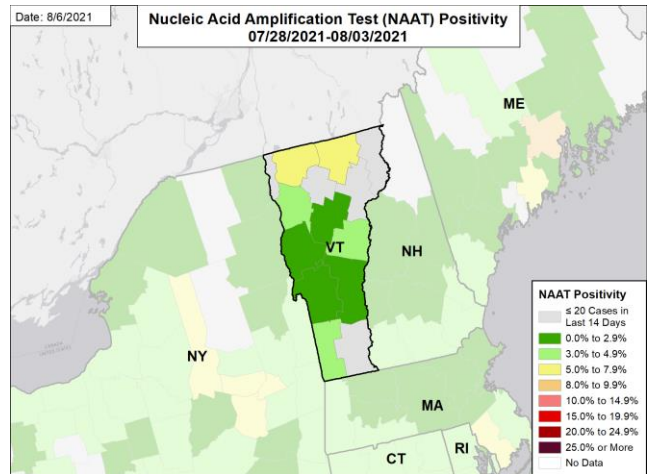 Date: 8/6/2021
Nucleic Acid Amplification Test (NAAT) Positivity
07/28/2021-08/03/2021
ME
VT
NH
NY
MA
CT
RI
NAAT Positivity
≤ 20 Cases in
Last 14 Days
0.0% to 2.9%
3.0% to 4.9%
5.0% to 7.9%
8.0% to 9.9%
10.0% to 14.9%
15.0% to 19.9%
20.0% to 24.9%
25.0% or More
No Data